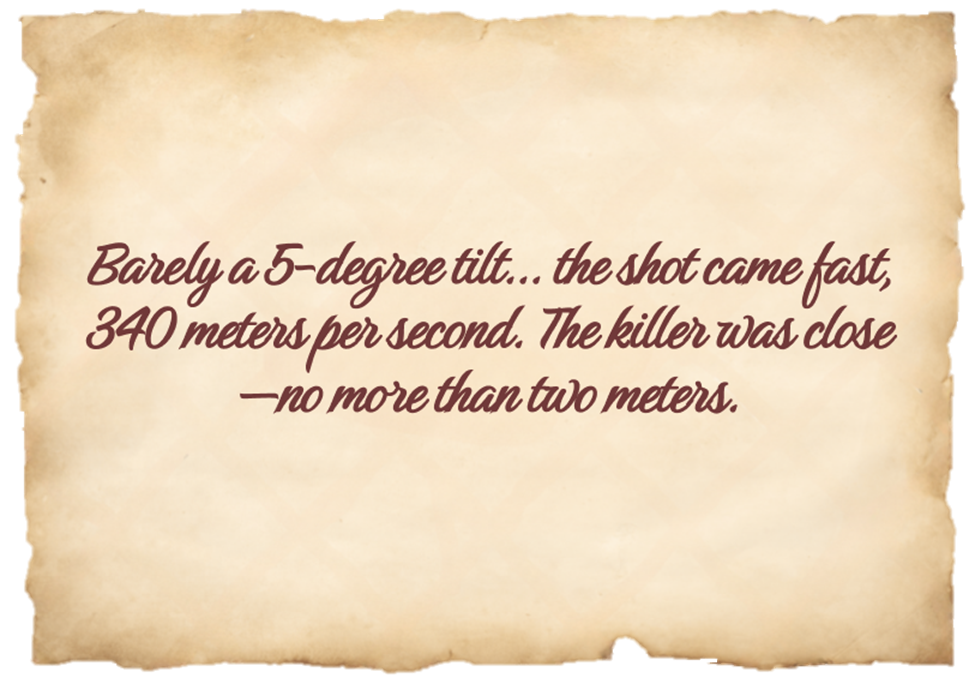 Barely a 5-degree tilt... the shot came fast,
340 meters per second. The killer was close
—no more than two meters.